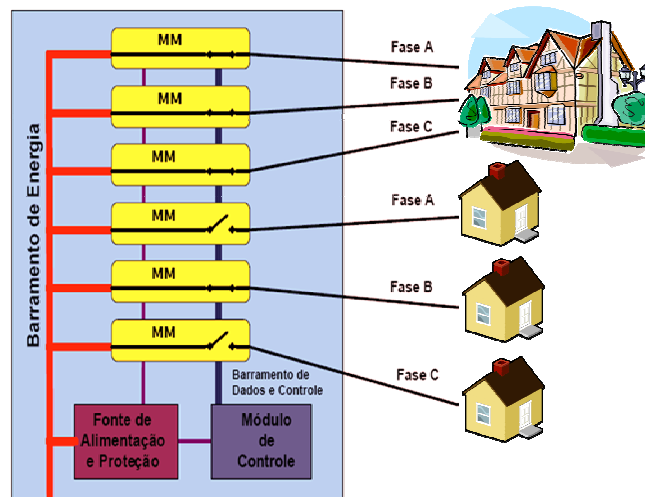 Barramento de Energia
MM
Fase A
MM
Fase B
MM
Fase C
MM
Fase A
MM
Fase B
MM
Fase C
Barramento de
Dados e Controle
Fonte de
Alimentação
e Proteção
Módulo
de
Controle